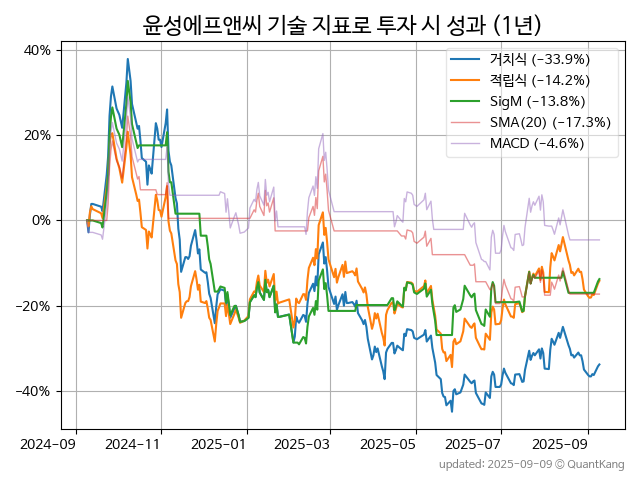 윤성에프앤씨 기술 지표로 투자 시 성과 (1년)
40%
20%
0%
−20%
−40%
거치식 (−33.9%)
적립식 (−14.2%)
SigM (−13.8%)
SMA(20) (−17.3%)
MACD (−4.6%)
2024-09
2024-11
2025-01
2025-03
2025-05
2025-07
2025-09
updated: 2025-09-09 © QuantKang